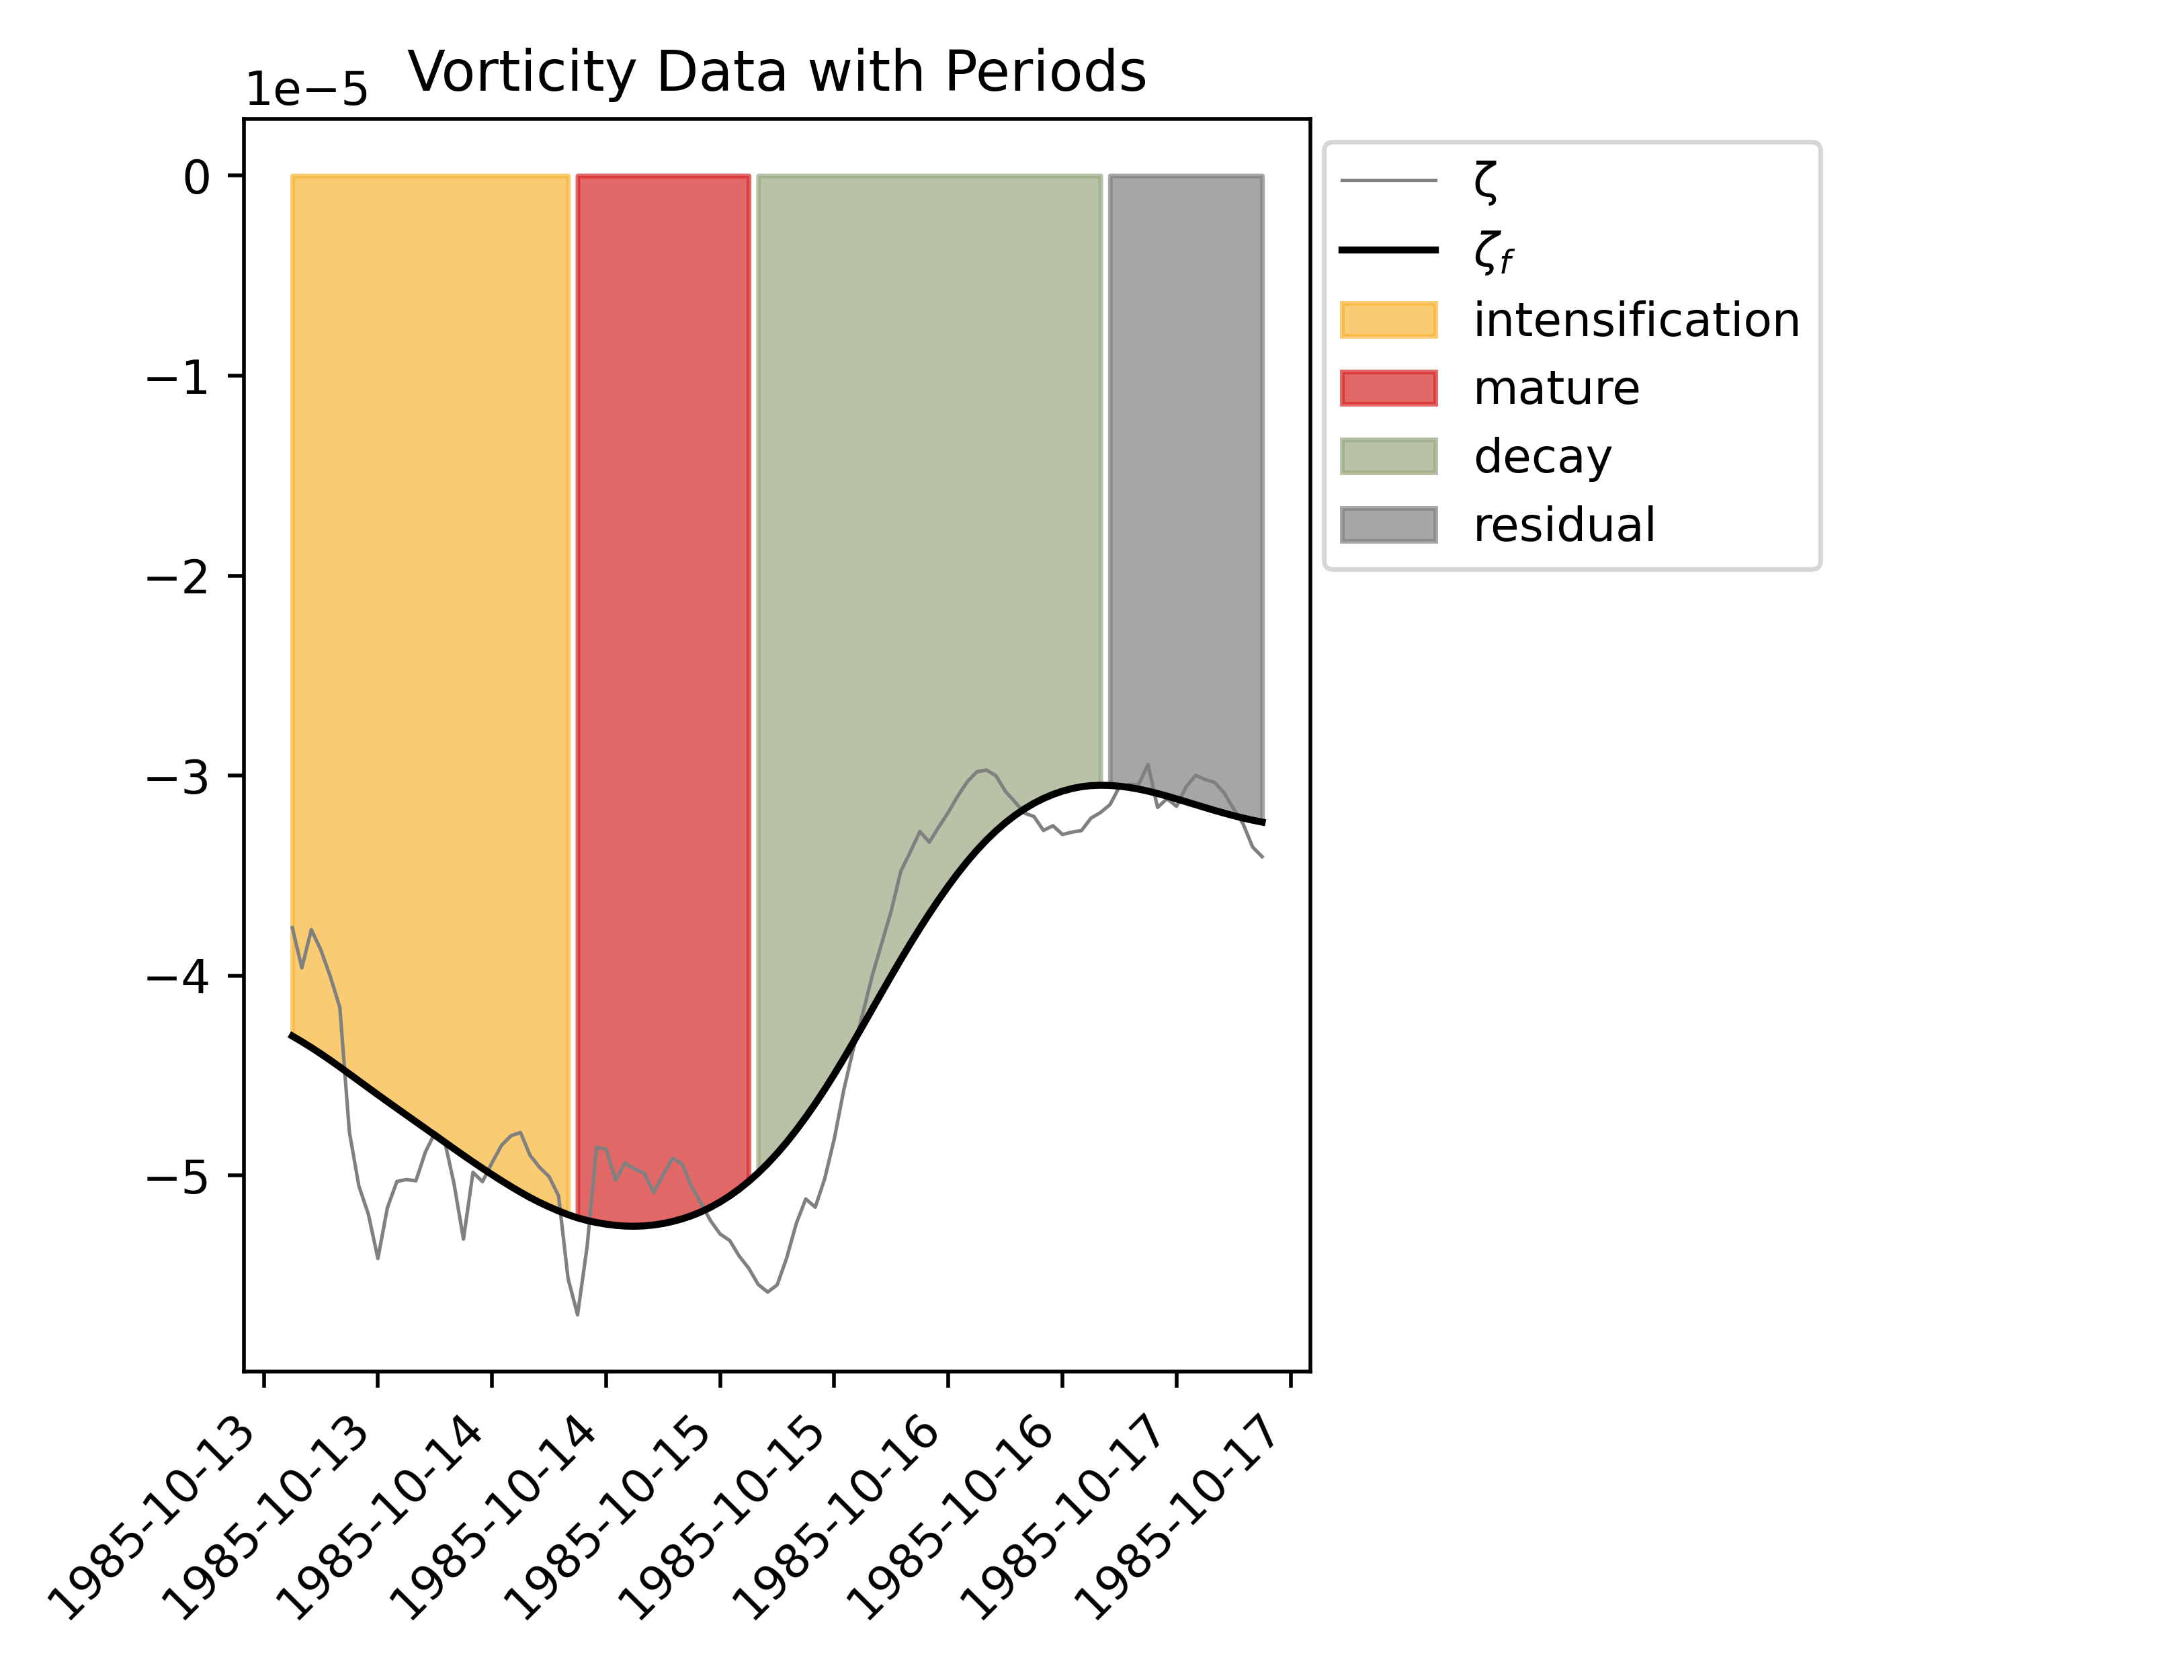 Vorticity Data with Periods
1e−5
0
−1
−2
−3
−4
−5
1985-10-13
1985-10-13
1985-10-14
1985-10-14
1985-10-15
1985-10-15
1985-10-16
1985-10-16
1985-10-17
1985-10-17
ζ
ζf
intensification
mature
decay
residual